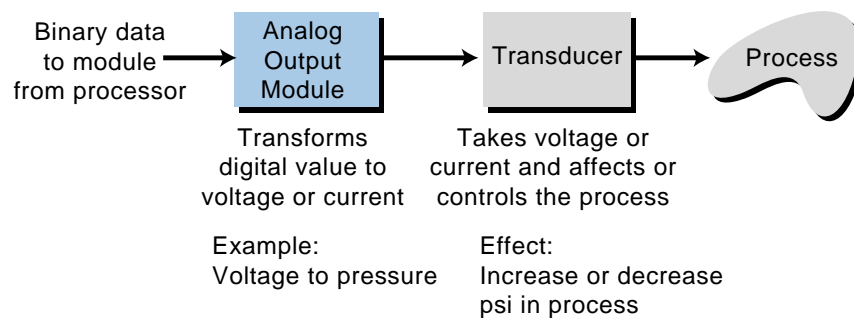 Binary data
to module
from processor
Analog
Output
Module
Transducer
Process
Transforms
digital value to
voltage or current
Takes voltage or
current and affects or
controls the process
Example:
Voltage to pressure
Effect:
Increase or decrease
psi in process